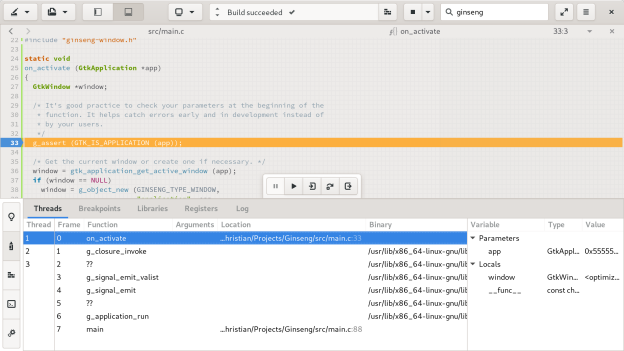 Build succeeded
ginseng
src/main.c
on_activate
33:3
22 #include "ginseng-window.h"
23
24 static void
25 on_activate (GtkApplication *app)
26 {
27 GtkWindow *window;
28
29 /* It's good practice to check your parameters at the beginning of the
30 * function. It helps catch errors early and in development instead of
31 * by your users.
32 */
33 g_assert (GTK_IS_APPLICATION (app));
34
35 /* Get the current window or create one if necessary. */
36 window = gtk_application_get_active_window (app);
37 if (window == NULL)
38 window = g_object_new (GINSENG_TYPE_WINDOW,
Threads Breakpoints Libraries Registers Log
Thread Frame Function Arguments Location Binary Variable Type Value
1 0 on_activate ...hristian/Projects/Ginseng/src/main.c:33 Parameters
2 1 g_closure_invoke /usr/lib/x86_64-linux-gnu/lib app GtkAppl... 0x55555...
3 2 ?? /usr/lib/x86_64-linux-gnu/lib Locals
3 g_signal_emit_valist /usr/lib/x86_64-linux-gnu/lib window GtkWin... <optimiz...
4 g_signal_emit /usr/lib/x86_64-linux-gnu/lib __func__ const ch...
5 ?? /usr/lib/x86_64-linux-gnu/lib
6 g_application_run /usr/lib/x86_64-linux-gnu/lib
7 main ...hristian/Projects/Ginseng/src/main.c:88